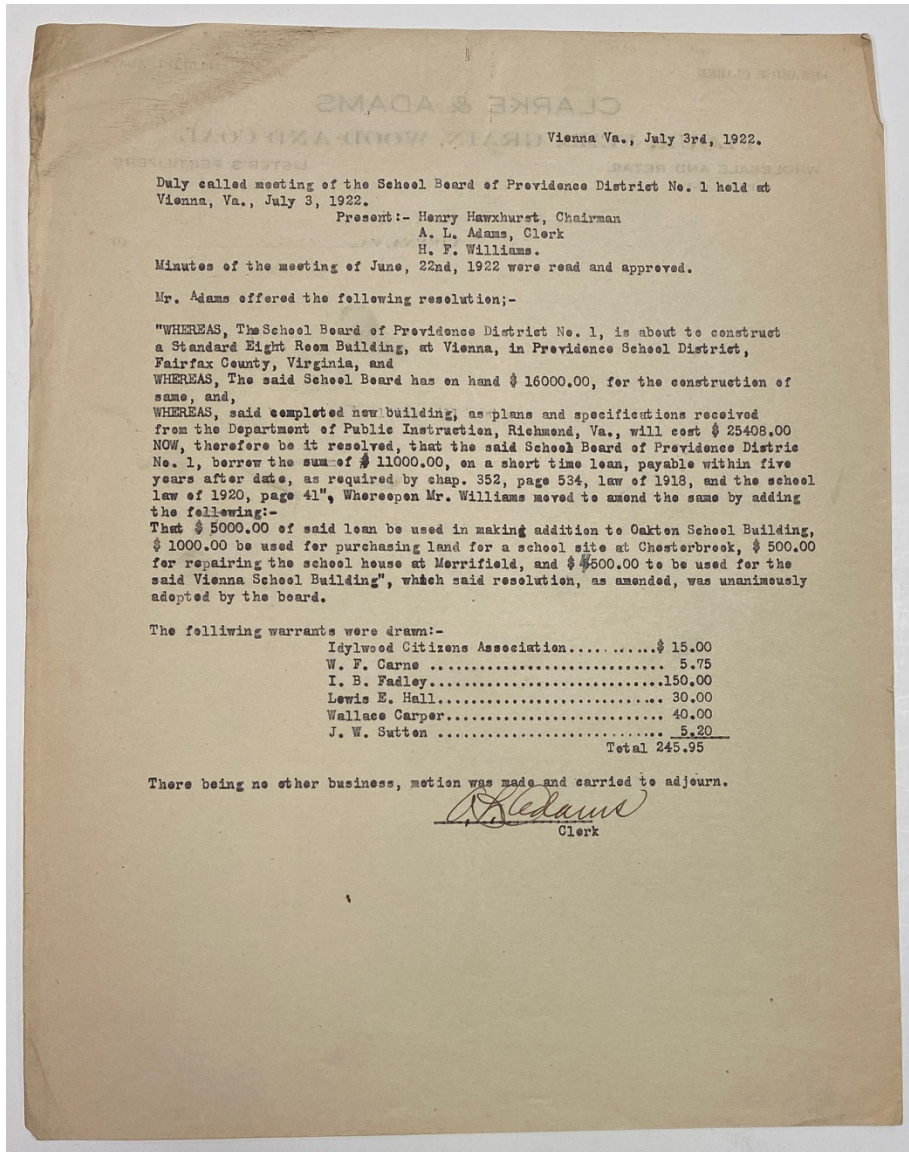 Vienna Va., July 3rd, 1922.
Duly called meeting of the School Board of Providence District No. 1 held at
Vienna, Va., July 3, 1922.
Present:- Henry Hawxhurst, Chairman
A. L. Adams, Clerk
H. F. Williams.
Minutes of the meeting of June, 22nd, 1922 were read and approved.
Mr. Adams offered the following resolution;-
"WHEREAS, TheSchool Board of Providence District No. 1, is about to construct
a Standard Eight Room Building, at Vienna, in Providence School District,
Fairfax County, Virginia, and
WHEREAS, The said School Board has on hand $ 16000.00, for the construction of
same, and,
WHEREAS, said completed new building, as plans and specifications received
from the Department of Public Instruction, Richmond, Va., will cost $ 25408.00
NOW, therefore be it resolved, that the said School Board of Providence Distric
No. 1, borrow the sum of $ 11000.00, on a short time loan, payable within five
years after date, as required by chap. 352, page 534, law of 1918, and the school
law of 1920, page 41", Whereopon Mr. Williams moved to amend the same by adding
the following:-
That $ 5000.00 of said loan be used in making addition to Oakton School Building,
$ 1000.00 be used for purchasing land for a school site at Chesterbrook, $ 500.00
for repairing the school house at Merrifield, and $ 4500.00 to be used for the
said Vienna School Building", which said resolution, as amended, was unanimously
adopted by the board.
The folliwing warrants were drawn:-
Idylwood Citizens Association...........$ 15.00
W. F. Carne ............................ 5.75
I. B. Fadley............................150.00
Lewis E. Hall........................... 30.00
Wallace Carper.......................... 40.00
J. W. Sutton ........................... 5.20
Total 245.95
There being no other business, motion was made and carried to adjourn.
A. L. Adams
Clerk
CLARKE & ADAMS
GRAIN, WOOD AND COAL
WHOLESALE AND RETAIL
LISTER'S FERTILIZERS